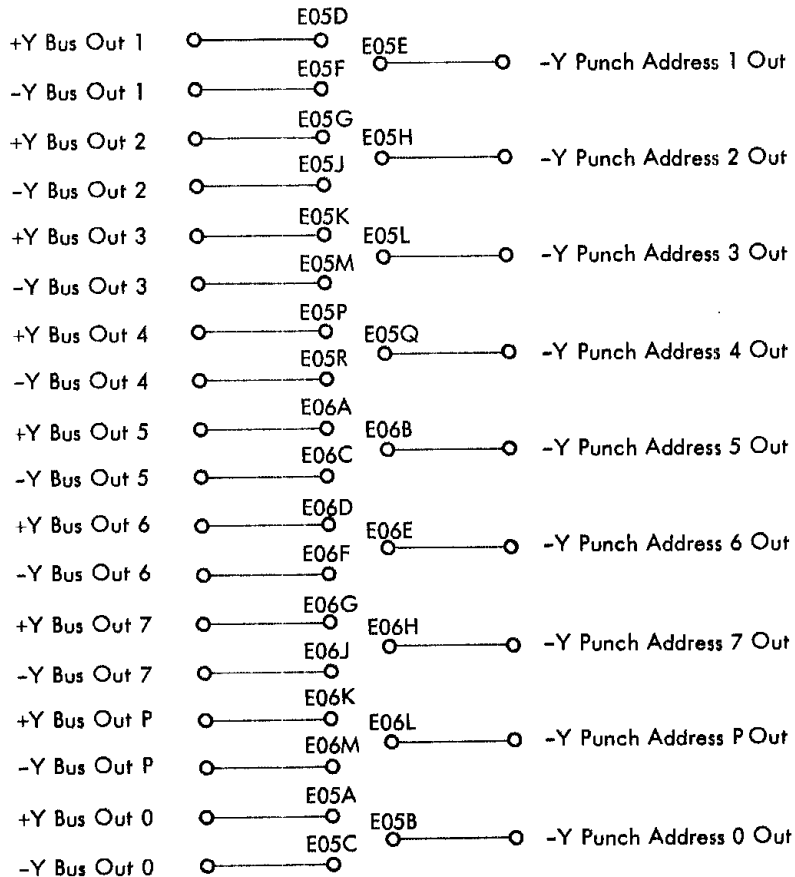 E05D
+Y Bus Out 1
E05E
-Y Punch Address 1 Out
E05F
-Y Bus Out 1
E05G
+Y Bus Out 2
E05H
-Y Punch Address 2 Out
E05J
-Y Bus Out 2
E05K
+Y Bus Out 3
E05L
-Y Punch Address 3 Out
E05M
-Y Bus Out 3
E05P
+Y Bus Out 4
E05Q
-Y Punch Address 4 Out
E05R
-Y Bus Out 4
E06A
+Y Bus Out 5
E06B
-Y Punch Address 5 Out
E06C
-Y Bus Out 5
E06D
+Y Bus Out 6
E06E
-Y Punch Address 6 Out
E06F
-Y Bus Out 6
E06G
+Y Bus Out 7
E06H
-Y Punch Address 7 Out
E06J
-Y Bus Out 7
E06K
+Y Bus Out P
E06L
-Y Punch Address P Out
E06M
-Y Bus Out P
E05A
+Y Bus Out 0
E05B
-Y Punch Address 0 Out
E05C
-Y Bus Out 0